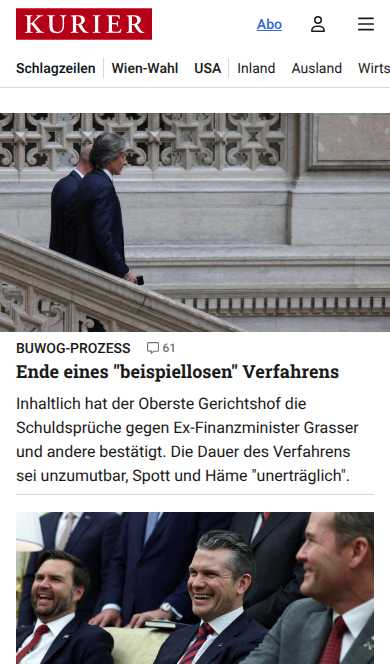 KURIER
Abo
Schlagzeilen Wien-Wahl USA Inland Ausland Wirts
BUWOG-PROZESS 61
Ende eines "beispiellosen" Verfahrens
Inhaltlich hat der Oberste Gerichtshof die
Schuldsprüche gegen Ex-Finanzminister Grasser
und andere bestätigt. Die Dauer des Verfahrens
sei unzumutbar, Spott und Häme "unerträglich".